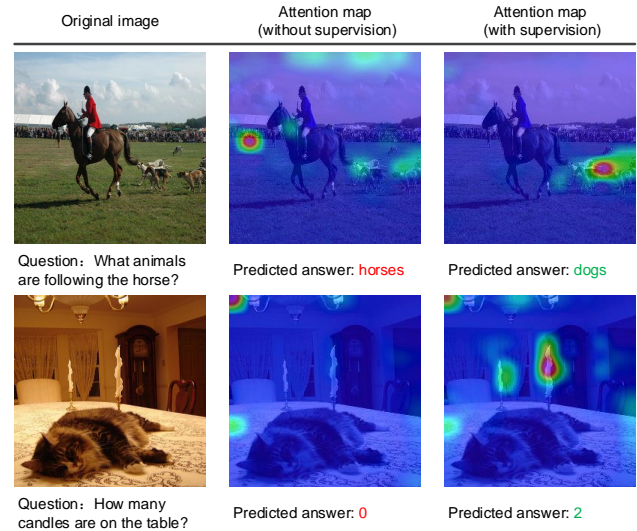 Original image
Attention map
(without supervision)
Attention map
(with supervision)
Question：What animals
are following the horse?
Predicted answer: horses
Predicted answer: dogs
Question：How many
candles are on the table?
Predicted answer: 0
Predicted answer: 2